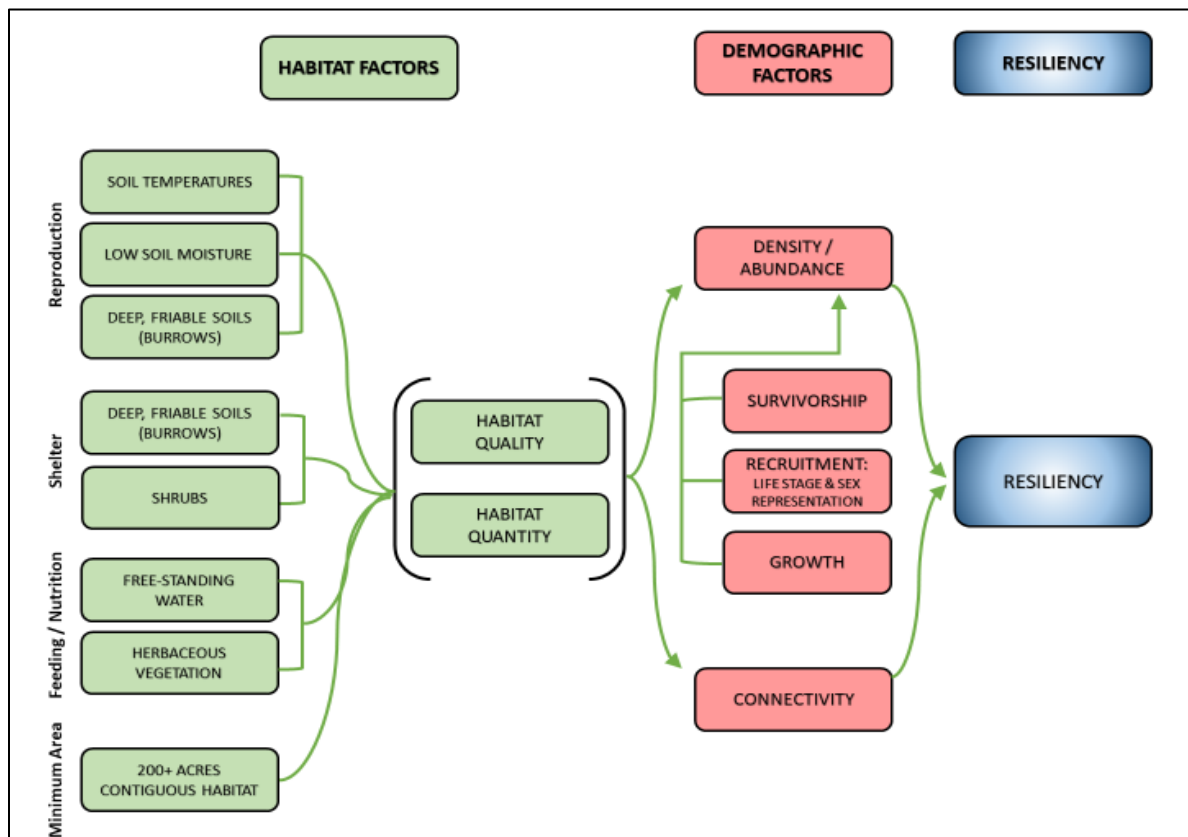 HABITAT FACTORS
DEMOGRAPHIC
FACTORS
RESILIENCY
Reproduction
SOIL TEMPERATURES
LOW SOIL MOISTURE
DEEP, FRIABLE SOILS
(BURROWS)
Shelter
DEEP, FRIABLE SOILS
(BURROWS)
SHRUBS
Feeding / Nutrition
FREE-STANDING
WATER
HERBACEOUS
VEGETATION
Minimum Area
200+ ACRES
CONTIGUOUS HABITAT
HABITAT
QUALITY
HABITAT
QUANTITY
DENSITY /
ABUNDANCE
SURVIVORSHIP
RECRUITMENT:
LIFE STAGE & SEX
REPRESENTATION
GROWTH
CONNECTIVITY
RESILIENCY